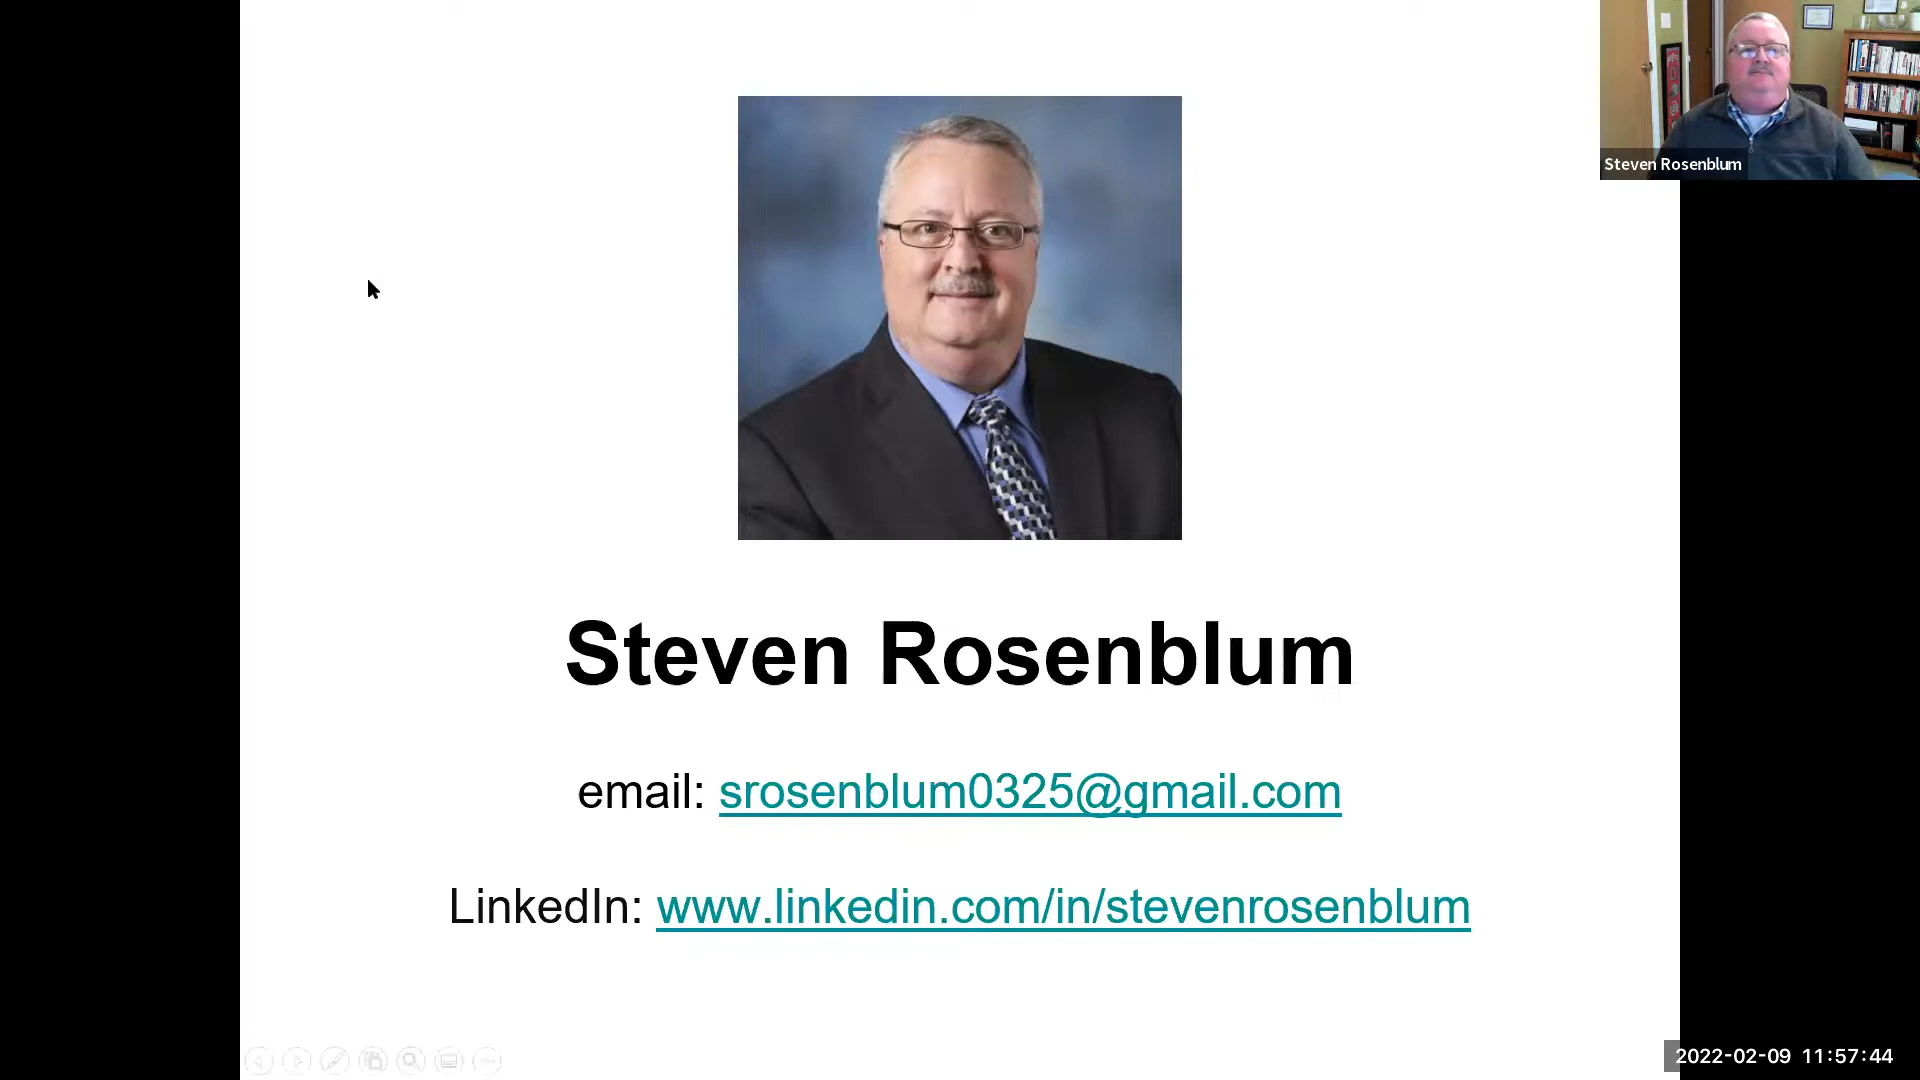 Steven Rosenblum
Steven Rosenblum
email: srosenblum0325@gmail.com
LinkedIn: www.linkedin.com/in/stevenrosenblum
2022-02-09 11:57:44